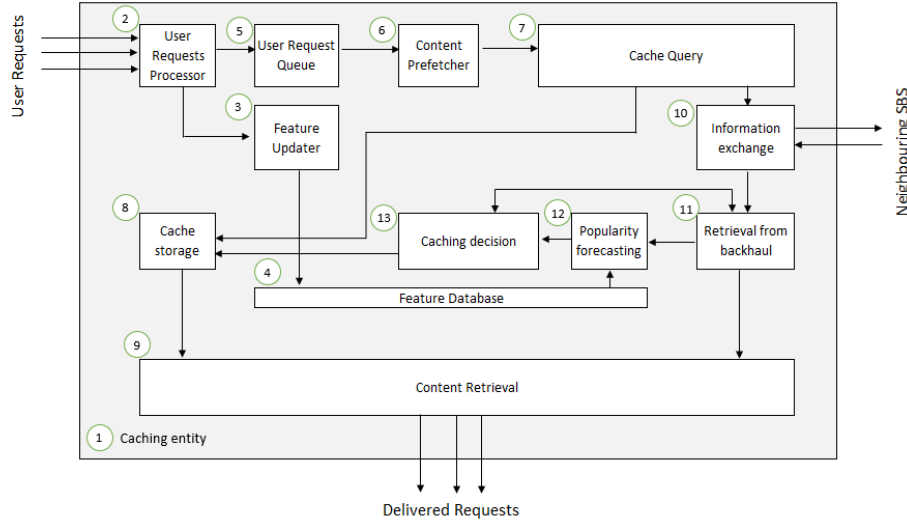 User Requests
2
User
Requests
Processor
5
User Request
Queue
6
Content
Prefetcher
7
Cache Query
3
Feature
Updater
10
Information
exchange
Neighbouring SBS
8
Cache
storage
13
Caching decision
12
Popularity
forecasting
11
Retrieval from
backhaul
4
Feature Database
9
Content Retrieval
1
Caching entity
Delivered Requests